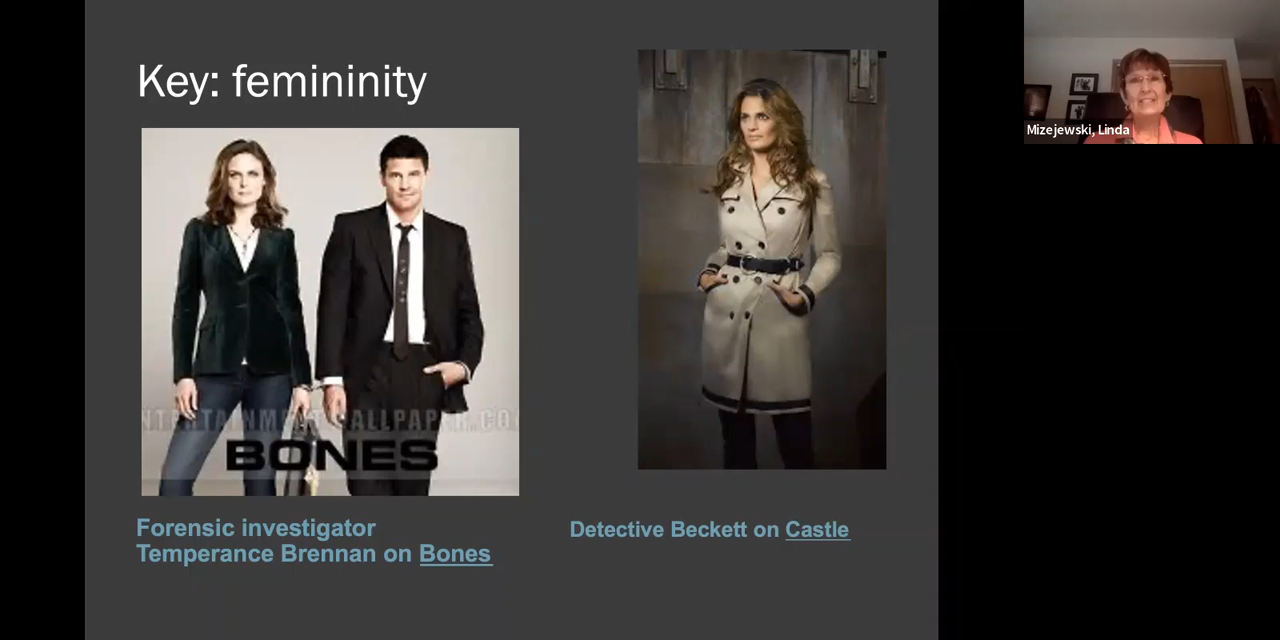 Key: femininity
Mizejewski, Linda
BONES
Forensic investigator
Temperance Brennan on Bones
Detective Beckett on Castle